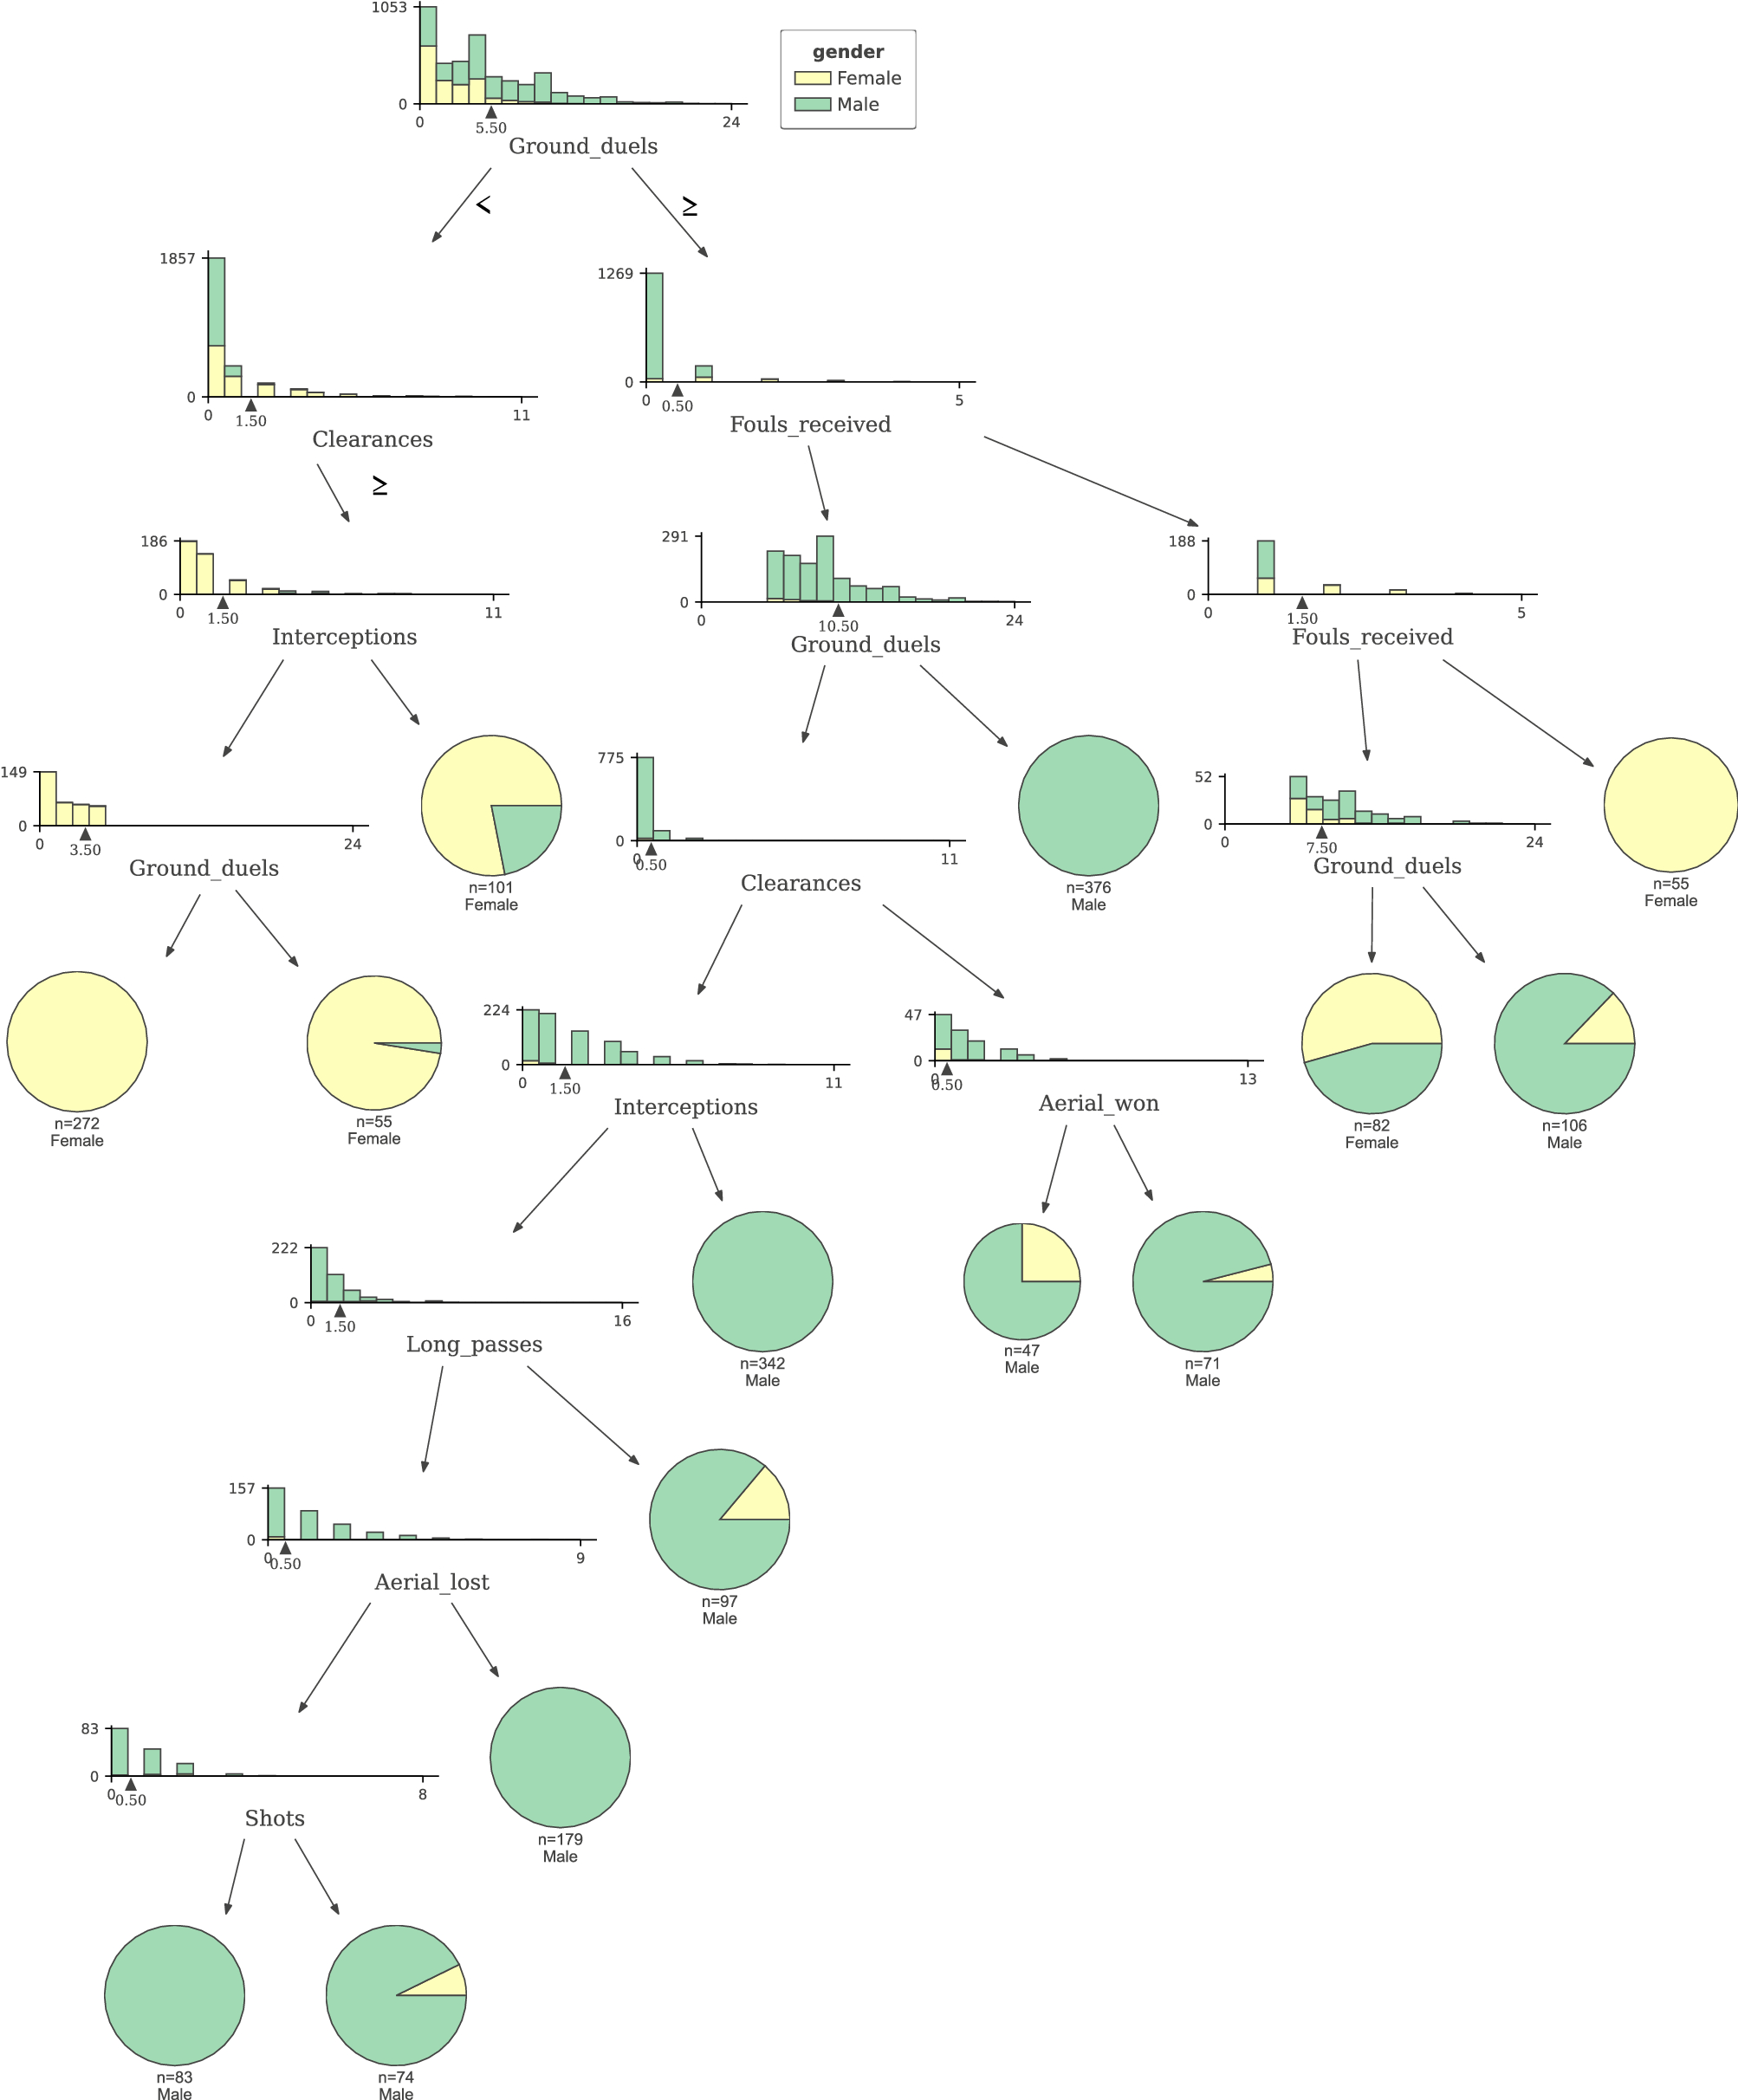 1053
0
0
24
5.50
Ground_duels
gender
Female
Male
<
≥
1857
0
0
11
1.50
Clearances
1269
0
0
5
0.50
Fouls_received
≥
186
0
0
11
1.50
Interceptions
291
0
0
24
10.50
Ground_duels
188
0
0
5
1.50
Fouls_received
149
0
0
24
3.50
Ground_duels
n=101
Female
775
0
0
11
0.50
Clearances
n=376
Male
52
0
0
24
7.50
Ground_duels
n=55
Female
n=272
Female
n=55
Female
224
0
0
11
1.50
Interceptions
47
0
0
13
0.50
Aerial_won
n=82
Female
n=106
Male
222
0
0
16
1.50
Long_passes
n=342
Male
n=47
Male
n=71
Male
157
0
0
9
0.50
Aerial_lost
n=97
Male
83
0
0
8
0.50
Shots
n=179
Male
n=83
Male
n=74
Male